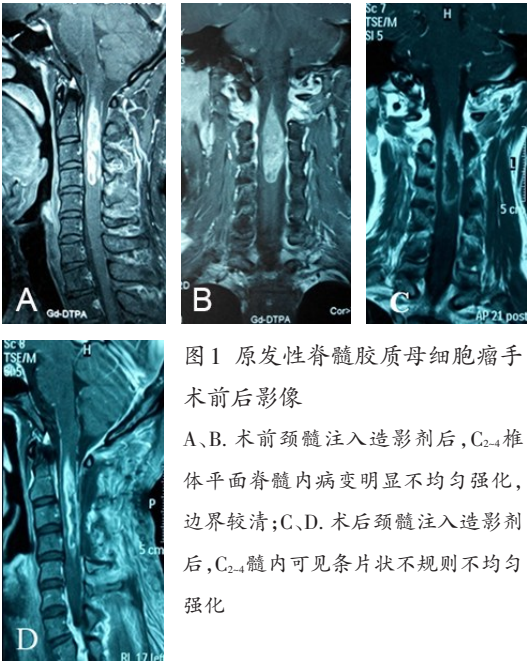 A
Gd-DTPA
B
Gd-DTPA
Cor>
Sc 7
TSE/M
Sl 5
H
5 cm
C
AP 21 post
Sc 8
TSE/M
Sl 5
H
P
5 cm
D
RL 17 left
图1 原发性脊髓胶质母细胞瘤手
术前后影像
A、B. 术前颈髓注入造影剂后,C₂₋₄椎
体平面脊髓内病变明显不均匀强化,
边界较清;C、D. 术后颈髓注入造影剂
后,C₂₋₄髓内可见条片状不规则不均匀
强化